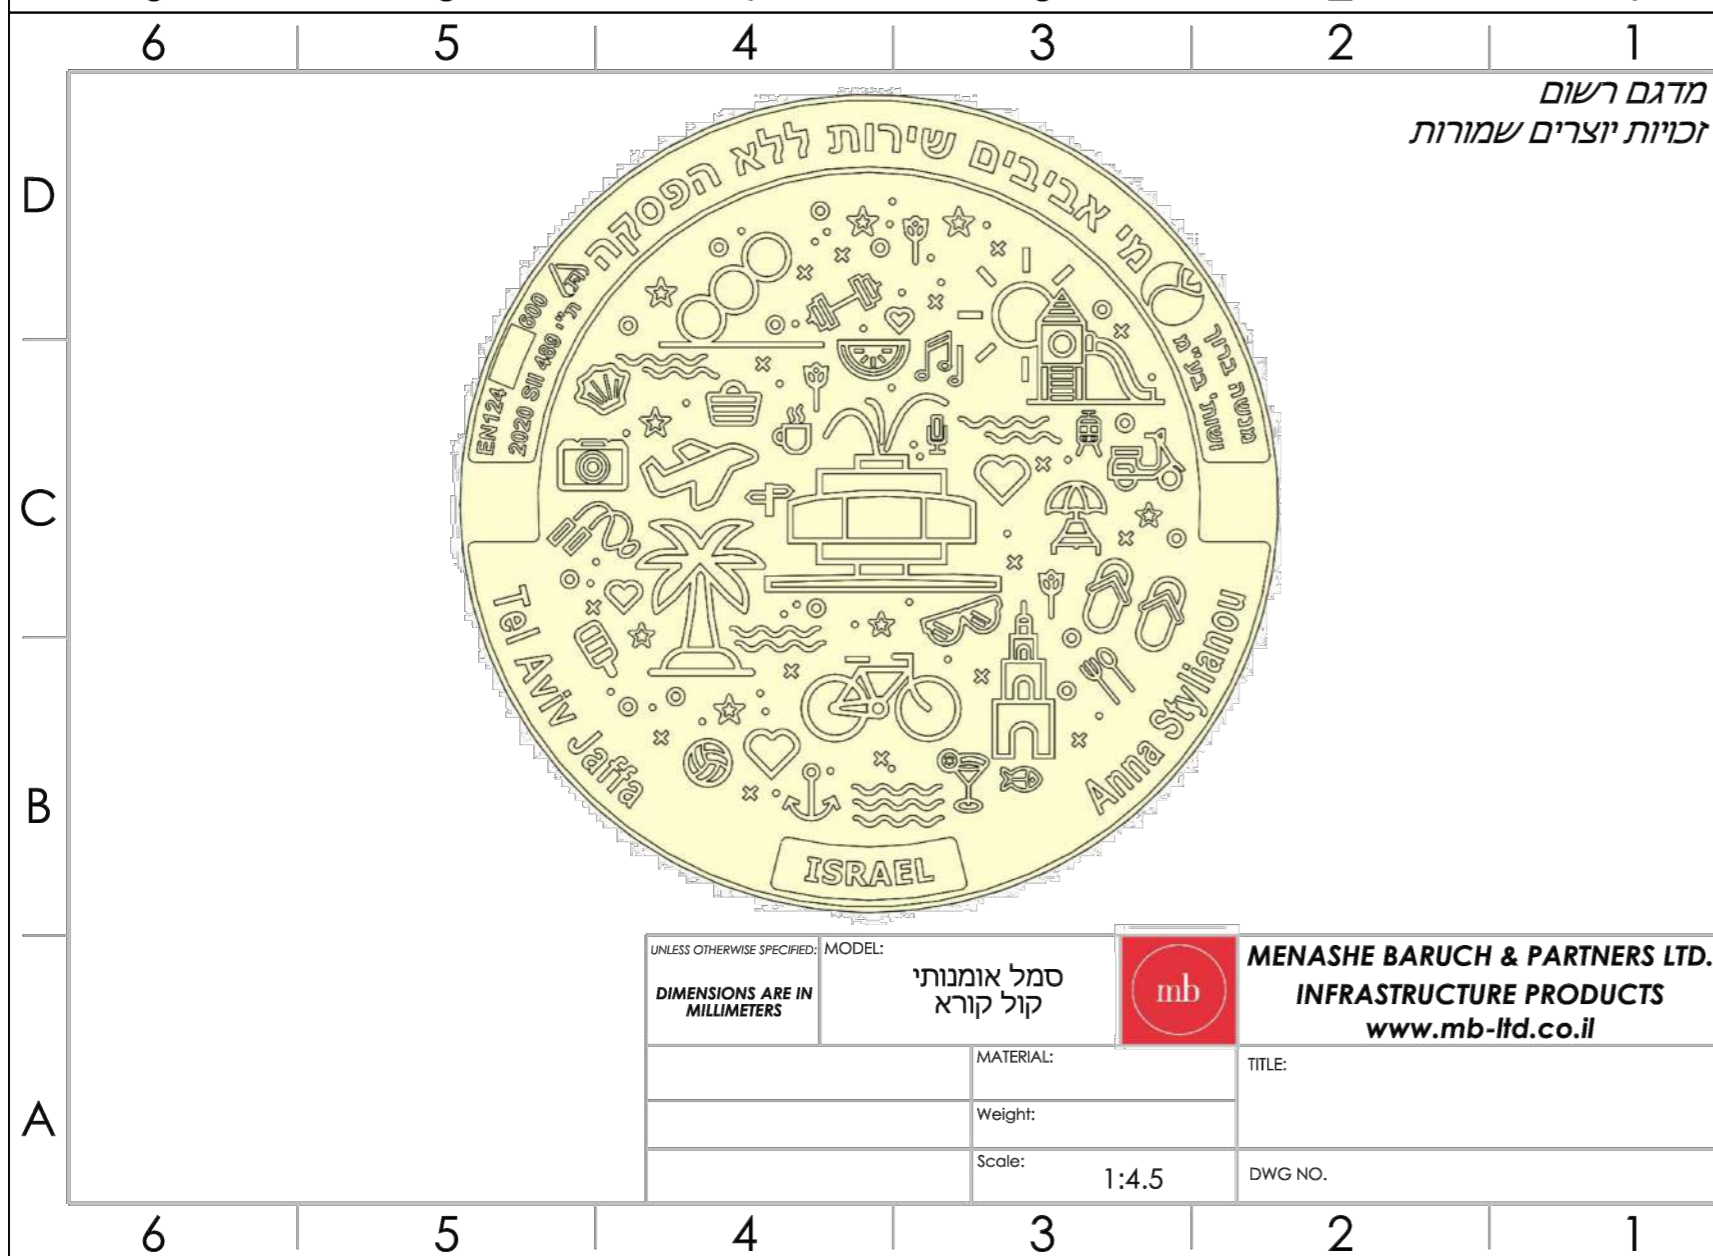 6 5 4 3 2 1
מדגם רשום
זכויות יוצרים שמורות
D
C
B
A
מי אביבים שירות ללא הפסקה
מנשה ברוך
ושות' בע"מ
EN124 600
2020 SII 489 ת"י
Tel Aviv Jaffa
Anna Stylianou
ISRAEL
UNLESS OTHERWISE SPECIFIED:
DIMENSIONS ARE IN
MILLIMETERS
MODEL:
סמל אומנותי
קול קורא
mb
MENASHE BARUCH & PARTNERS LTD.
INFRASTRUCTURE PRODUCTS
www.mb-ltd.co.il
MATERIAL:
TITLE:
Weight:
Scale: 1:4.5
DWG NO.
6 5 4 3 2 1